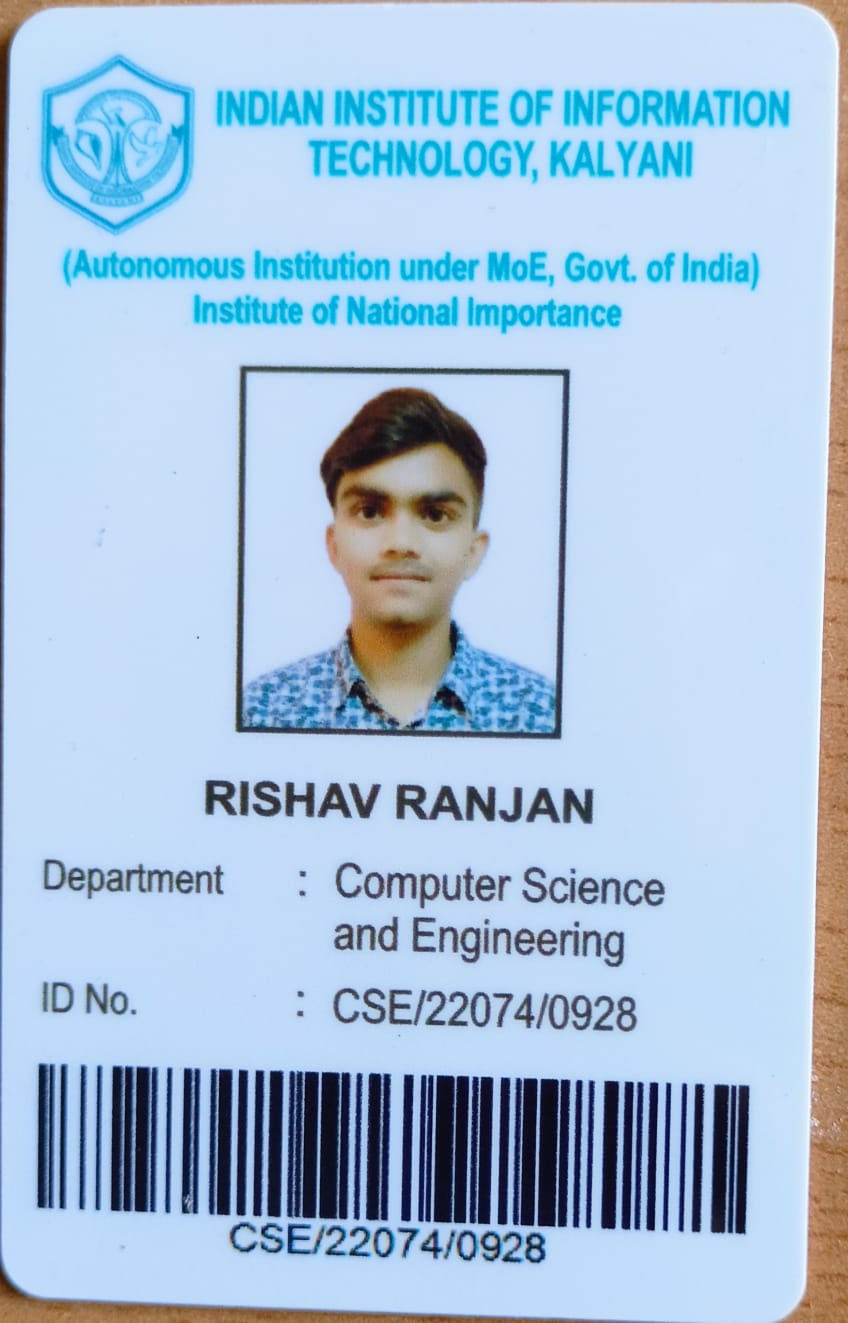 INDIAN INSTITUTE OF INFORMATION
TECHNOLOGY, KALYANI
(Autonomous Institution under MoE, Govt. of India)
Institute of National Importance
RISHAV RANJAN
Department : Computer Science
and Engineering
ID No. : CSE/22074/0928
CSE/22074/0928